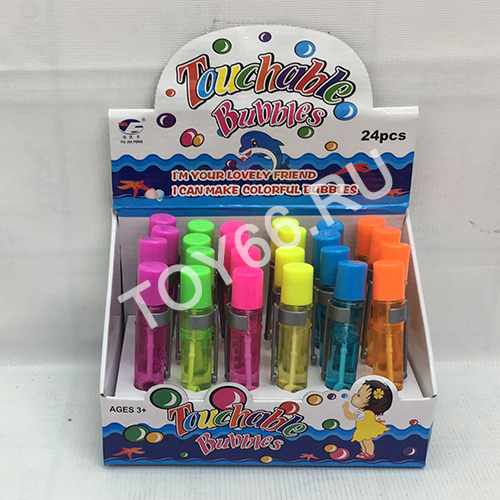 Touchable
Bubbles
YU JIA FENG
24pcs
I'M YOUR LOVELY FRIEND
I CAN MAKE COLORFUL BUBBLES
TOY66.RU
AGES 3+
Touchable
Bubbles